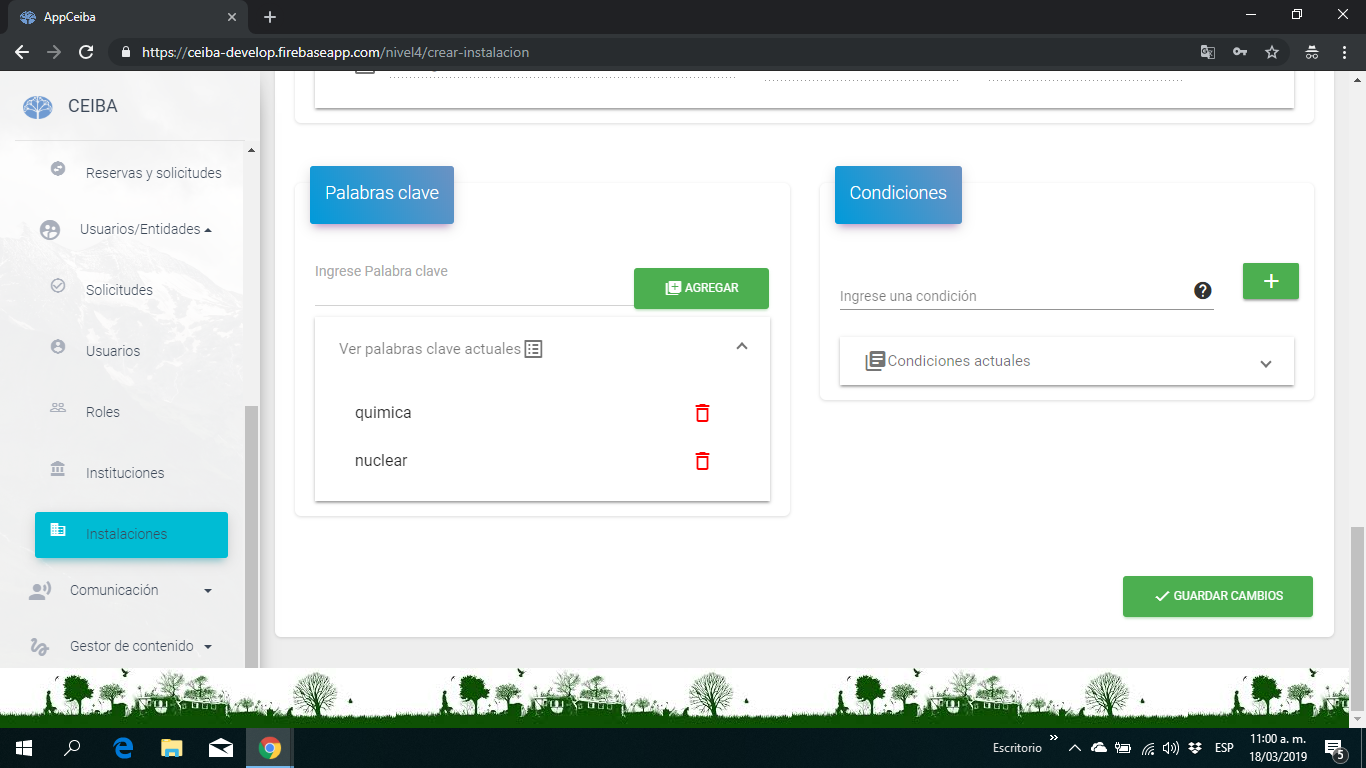 AppCeiba
https://ceiba-develop.firebaseapp.com/nivel4/crear-instalacion
CEIBA
Reservas y solicitudes
Usuarios/Entidades
Solicitudes
Usuarios
Roles
Instituciones
Instalaciones
Comunicación
Gestor de contenido
Palabras clave
Ingrese Palabra clave
AGREGAR
Ver palabras clave actuales
quimica
nuclear
Condiciones
Ingrese una condición
Condiciones actuales
GUARDAR CAMBIOS
Escritorio
ESP
11:00 a. m.
18/03/2019
5